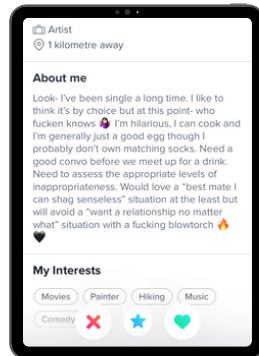 Artist
1 kilometre away
About me
Look- I've been single a long time. I like to
think it's by choice but at this point- who
fucken knows 🤷🏻‍♀️ I'm hilarious, I can cook and
I'm generally just a good egg though I
probably don't own matching socks. Need a
good convo before we meet up for a drink.
Need to assess the appropriate levels of
inappropriateness. Would love a “best mate I
can shag senseless” situation at the least but
will avoid a “want a relationship no matter
what” situation with a fucking blowtorch 🔥
🖤
My Interests
Movies Painter Hiking Music
Comedy